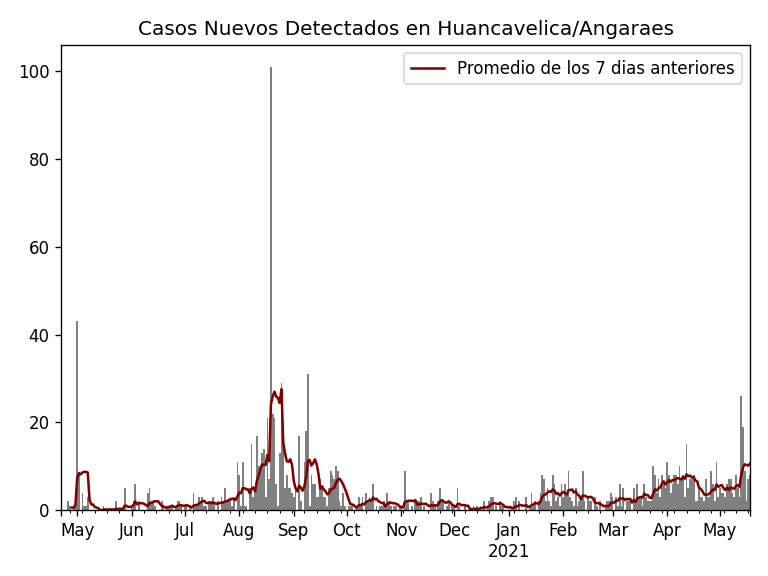 Casos Nuevos Detectados en Huancavelica/Angaraes
Promedio de los 7 dias anteriores
100
80
60
40
20
0
May Jun Jul Aug Sep Oct Nov Dec Jan Feb Mar Apr May
2021